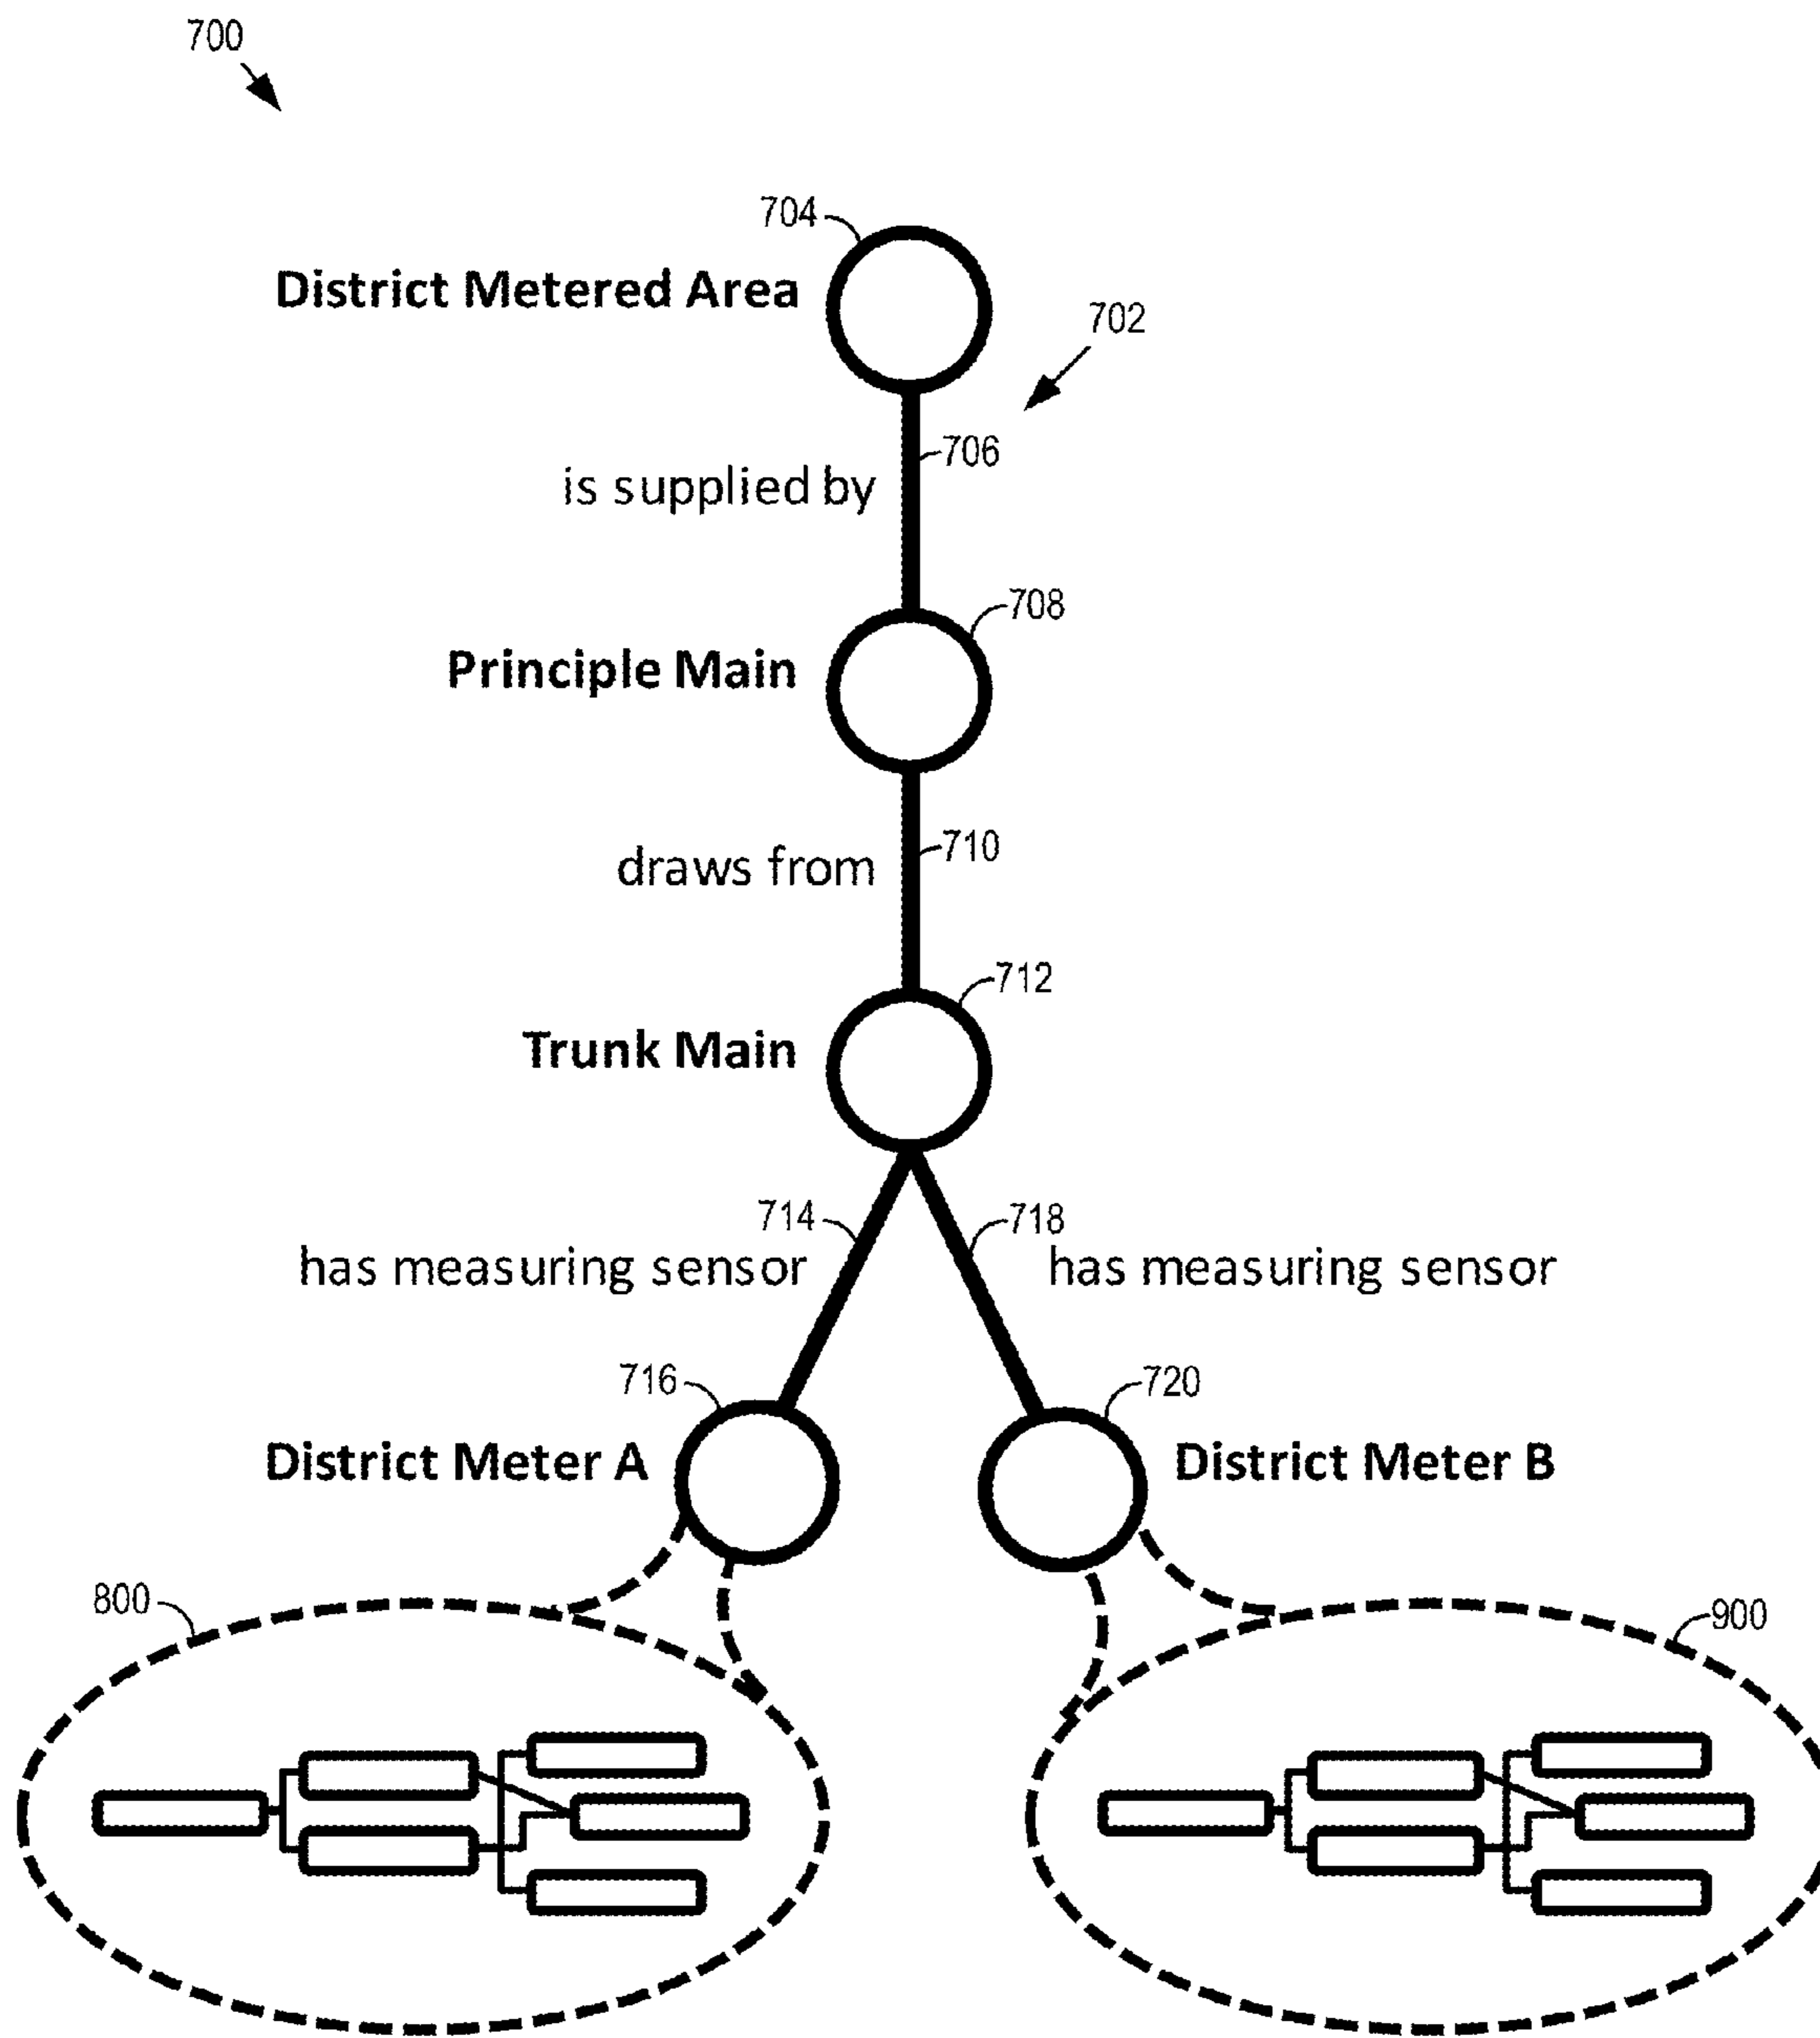 700
704
District Metered Area
702
706
is supplied by
708
Principle Main
710
draws from
712
Trunk Main
714
718
has measuring sensor
has measuring sensor
716
720
District Meter A
District Meter B
800
900